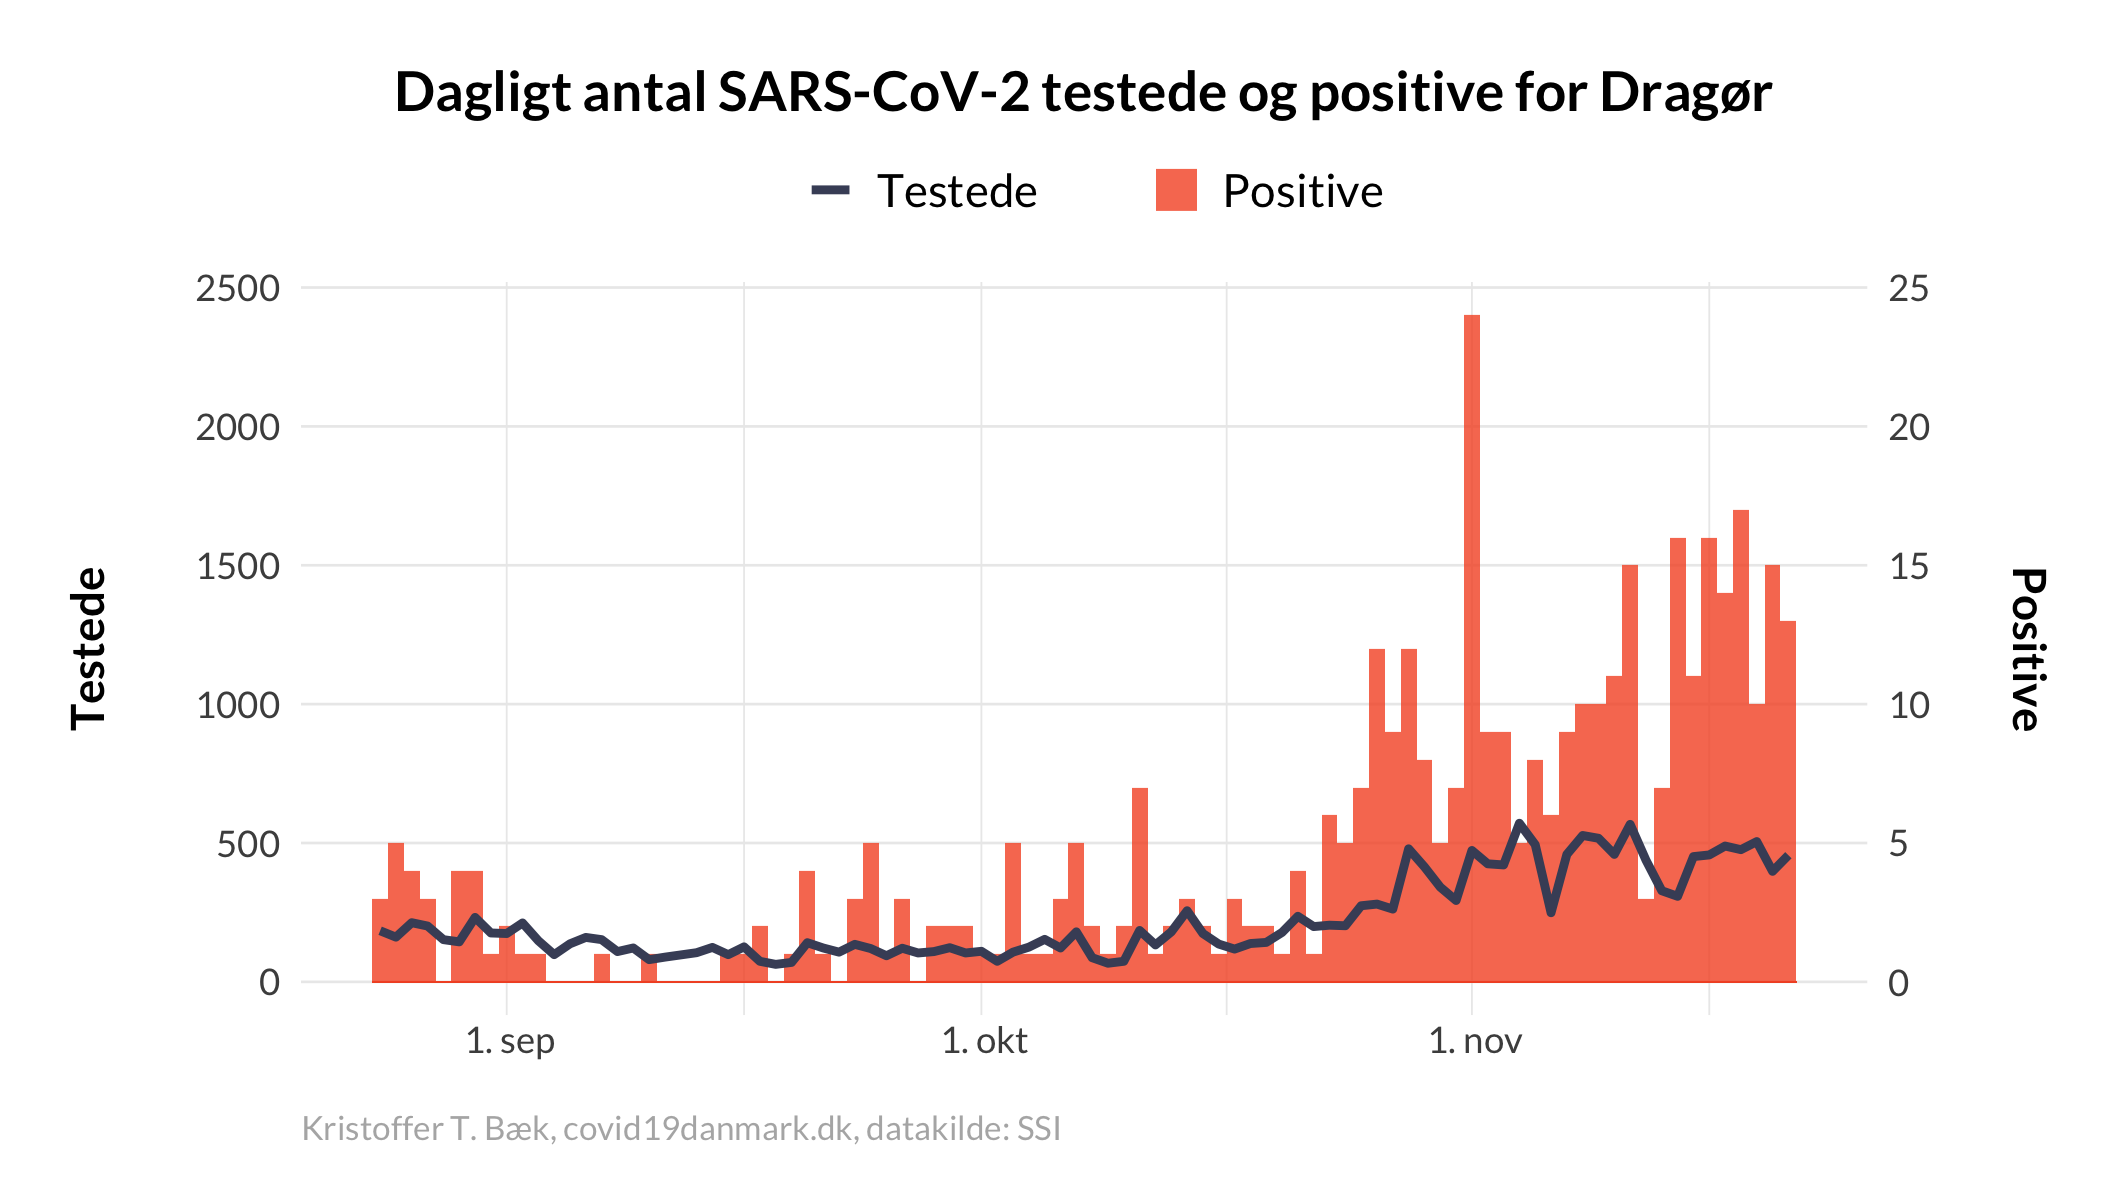 Dagligt antal SARS-CoV-2 testede og positive for Dragør
Testede
Positive
2500
2000
1500
1000
500
0
Testede
25
20
15
10
5
0
Positive
1. sep
1. okt
1. nov
Kristoffer T. Bæk, covid19danmark.dk, datakilde: SSI